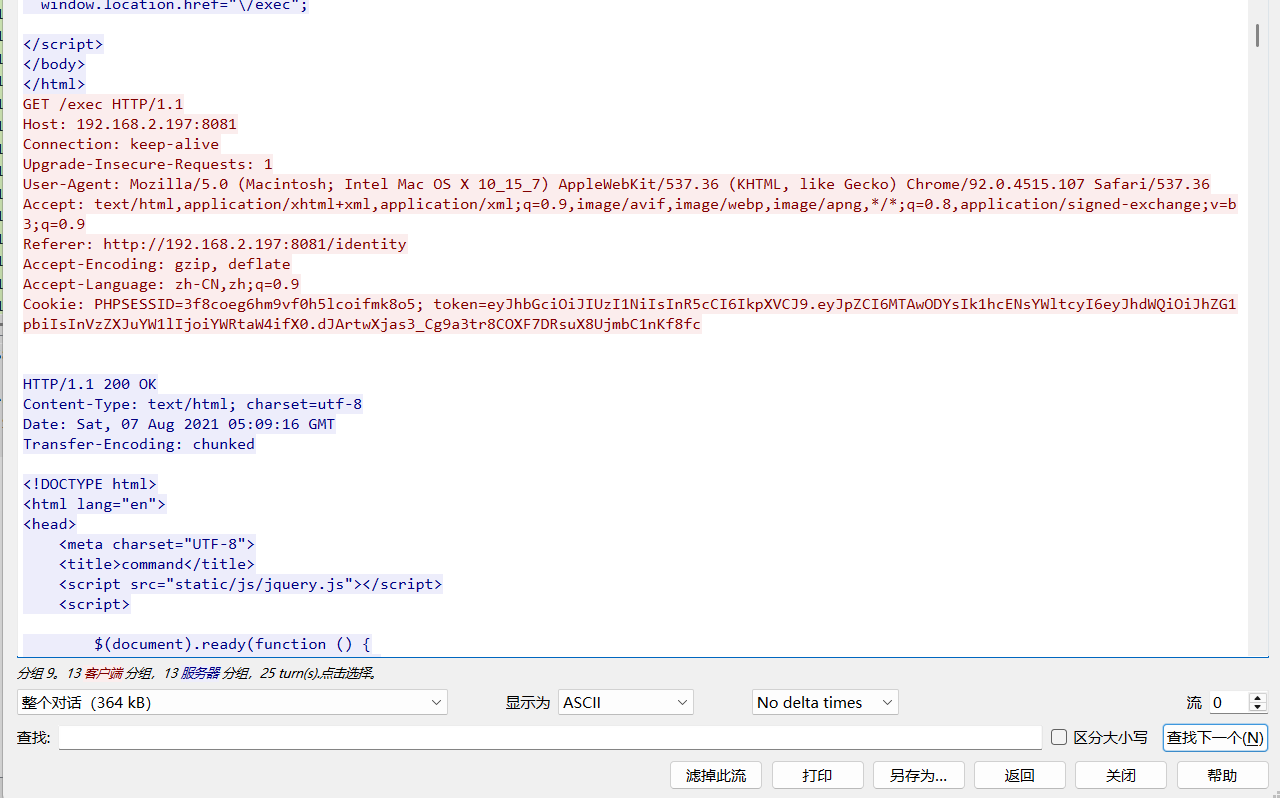 window.location.href="\/exec";
</script>
</body>
</html>
GET /exec HTTP/1.1
Host: 192.168.2.197:8081
Connection: keep-alive
Upgrade-Insecure-Requests: 1
User-Agent: Mozilla/5.0 (Macintosh; Intel Mac OS X 10_15_7) AppleWebKit/537.36 (KHTML, like Gecko) Chrome/92.0.4515.107 Safari/537.36
Accept: text/html,application/xhtml+xml,application/xml;q=0.9,image/avif,image/webp,image/apng,*/*;q=0.8,application/signed-exchange;v=b
3;q=0.9
Referer: http://192.168.2.197:8081/identity
Accept-Encoding: gzip, deflate
Accept-Language: zh-CN,zh;q=0.9
Cookie: PHPSESSID=3f8coeg6hm9vf0h5lcoifmk8o5; token=eyJhbGciOiJIUzI1NiIsInR5cCI6IkpXVCJ9.eyJpZCI6MTAwODYsIk1hcENsYWltcyI6eyJhdWQiOiJhZG1
pbiIsInVzZXJuYW1lIjoiYWRtaW4ifX0.dJArtwXjas3_Cg9a3tr8COXF7DRsuX8UjmbC1nKf8fc
HTTP/1.1 200 OK
Content-Type: text/html; charset=utf-8
Date: Sat, 07 Aug 2021 05:09:16 GMT
Transfer-Encoding: chunked
<!DOCTYPE html>
<html lang="en">
<head>
<meta charset="UTF-8">
<title>command</title>
<script src="static/js/jquery.js"></script>
<script>
$(document).ready(function () {
分组 9。13 客户端 分组，13 服务器 分组，25 turn(s).点击选择。
整个对话（364 kB） 显示为 ASCII No delta times 流 0
查找: 区分大小写 查找下一个(N)
滤掉此流 打印 另存为… 返回 关闭 帮助